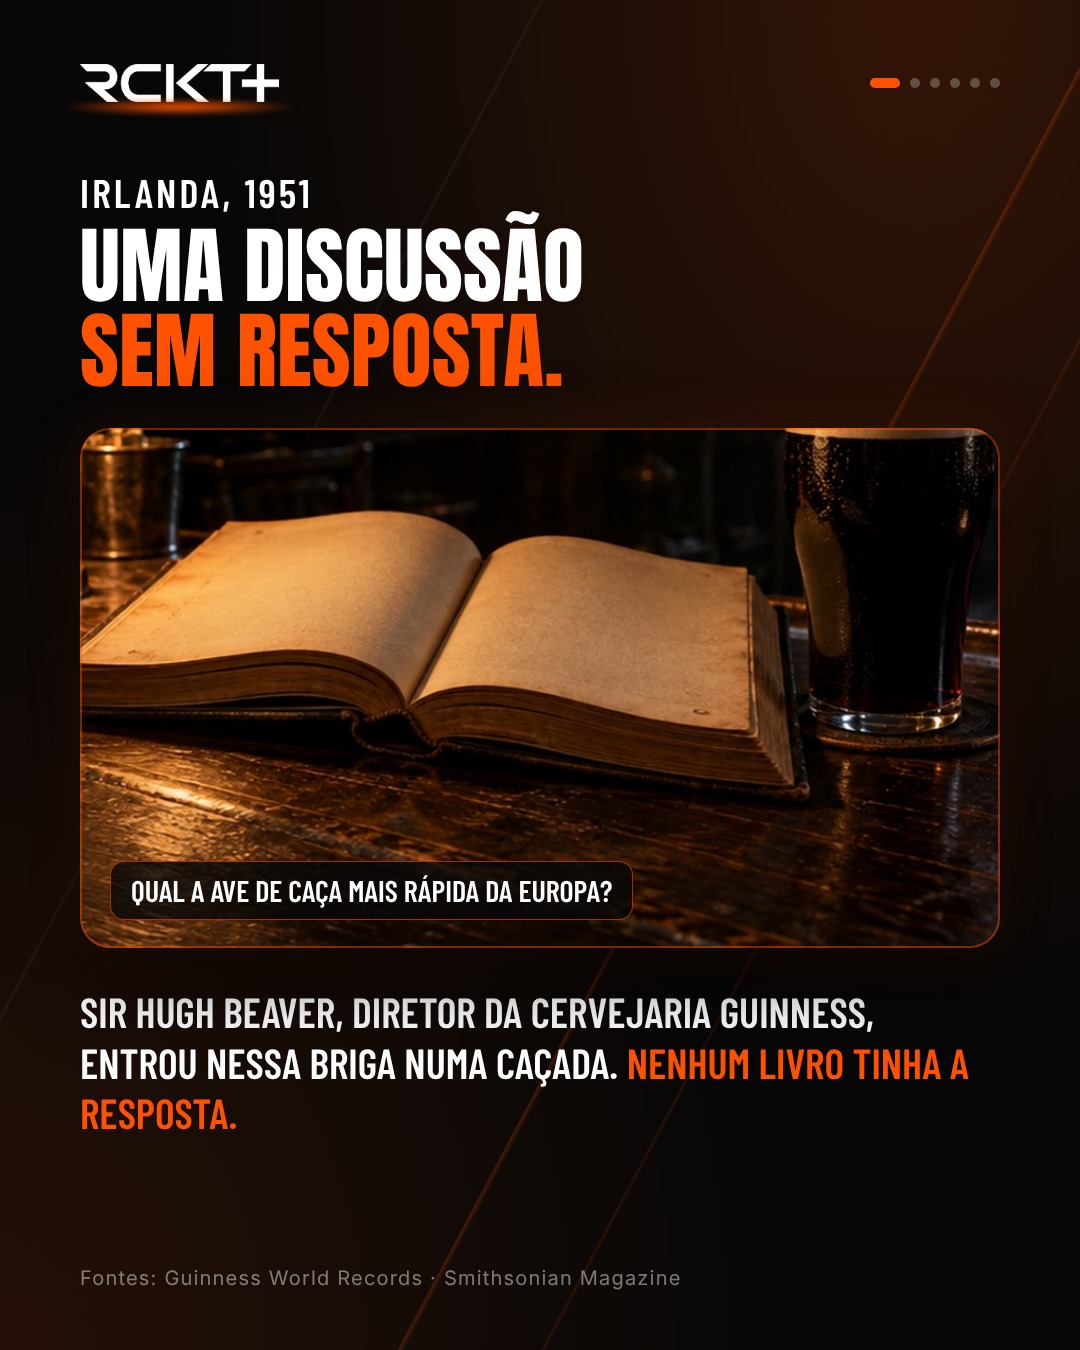 RCKT+
IRLANDA, 1951
UMA DISCUSSÃO
SEM RESPOSTA.
QUAL A AVE DE CAÇA MAIS RÁPIDA DA EUROPA?
SIR HUGH BEAVER, DIRETOR DA CERVEJARIA GUINNESS,
ENTROU NESSA BRIGA NUMA CAÇADA. NENHUM LIVRO TINHA A
RESPOSTA.
Fontes: Guinness World Records · Smithsonian Magazine